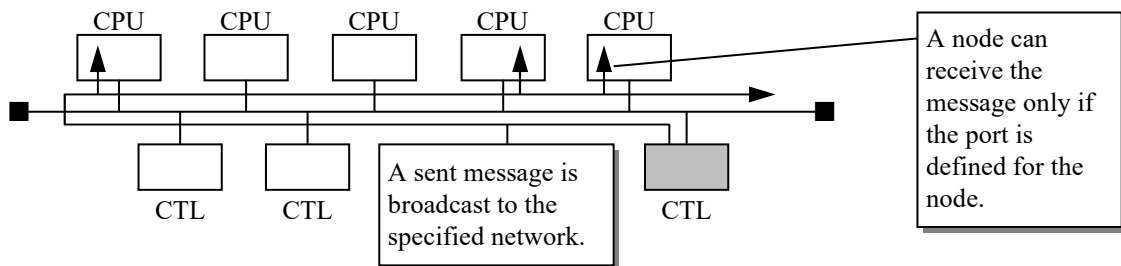 CPU
CPU
CPU
CPU
CPU
A node can
receive the
message only if
the port is
defined for the
node.
A sent message is
broadcast to the
specified network.
CTL
CTL
CTL